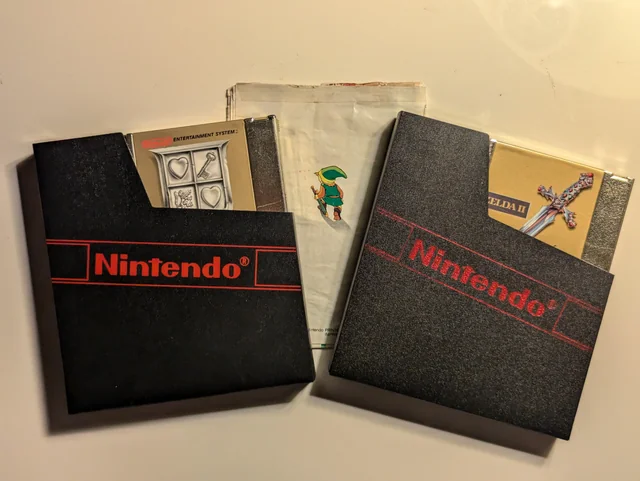 ENTERTAINMENT SYSTEM
Nintendo®
ZELDA II
Nintendo®